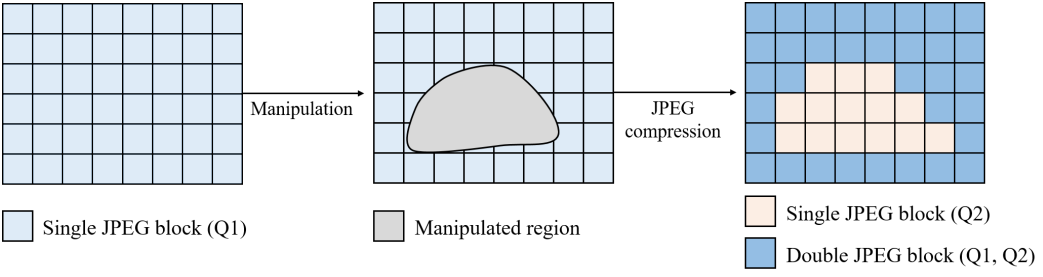 Manipulation
JPEG
compression
Single JPEG block (Q1)
Manipulated region
Single JPEG block (Q2)
Double JPEG block (Q1, Q2)